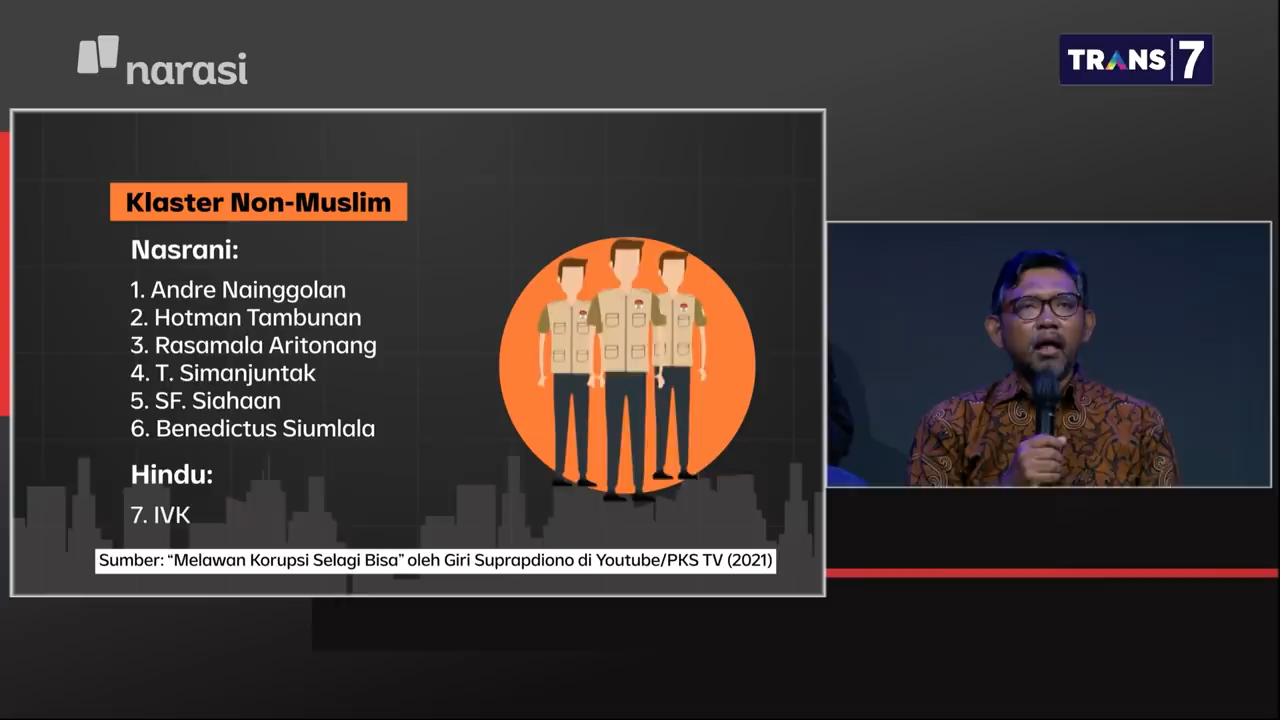 narasi
TRANS 7
Klaster Non-Muslim
Nasrani:
1. Andre Nainggolan
2. Hotman Tambunan
3. Rasamala Aritonang
4. T. Simanjuntak
5. SF. Siahaan
6. Benedictus Siumlala
Hindu:
7. IVK
Sumber: “Melawan Korupsi Selagi Bisa” oleh Giri Suprapdiono di Youtube/PKS TV (2021)